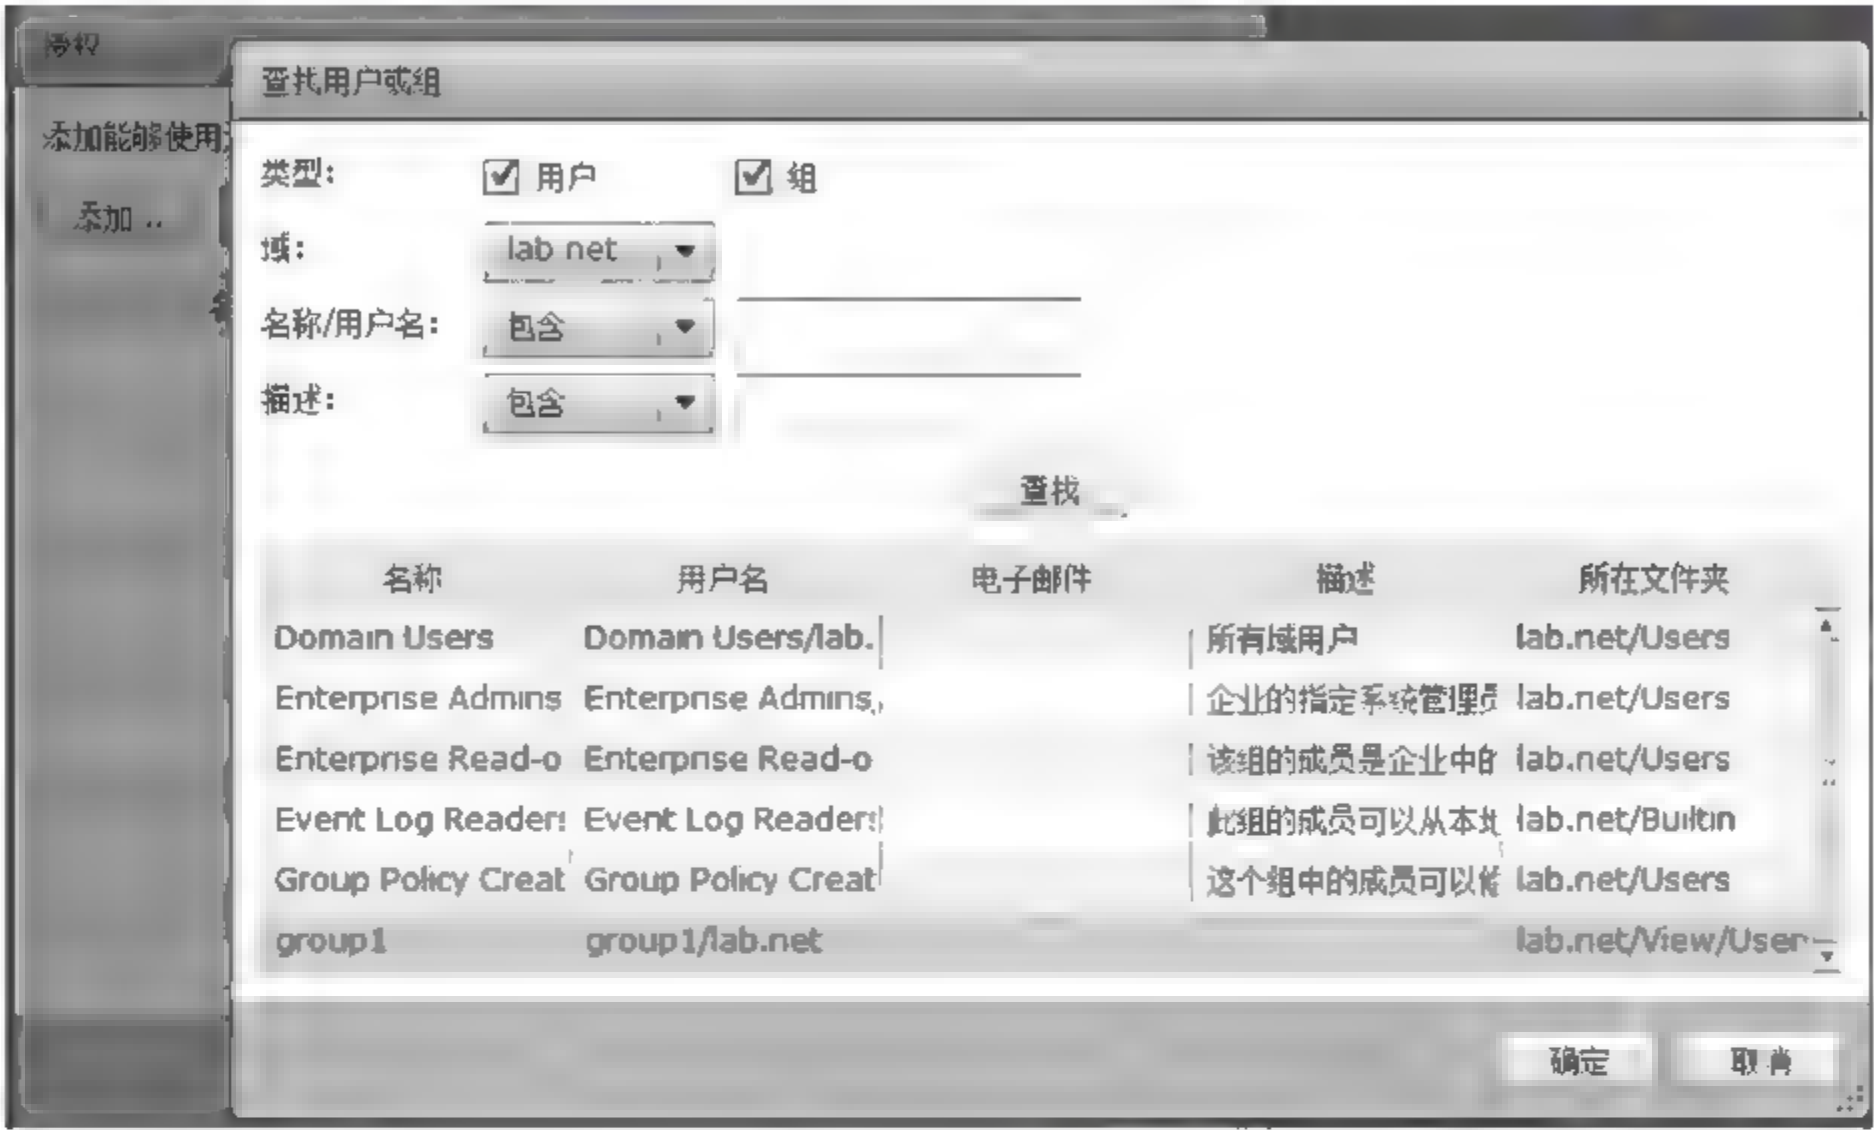 授权
查找用户或组
添加能够使用
添加...
类型: 用户 组
域: lab net
名称/用户名: 包含
描述: 包含
查找
名称 用户名 电子邮件 描述 所在文件夹
Domain Users Domain Users/lab. 所有域用户 lab.net/Users
Enterprise Admins Enterprise Admins, 企业的指定系统管理员 lab.net/Users
Enterprise Read-o Enterprise Read-o 该组的成员是企业中的 lab.net/Users
Event Log Readers Event Log Readers 此组的成员可以从本地 lab.net/Builtin
Group Policy Creat Group Policy Creat 这个组中的成员可以修 lab.net/Users
group1 group1/lab.net lab.net/View/User
确定 取消